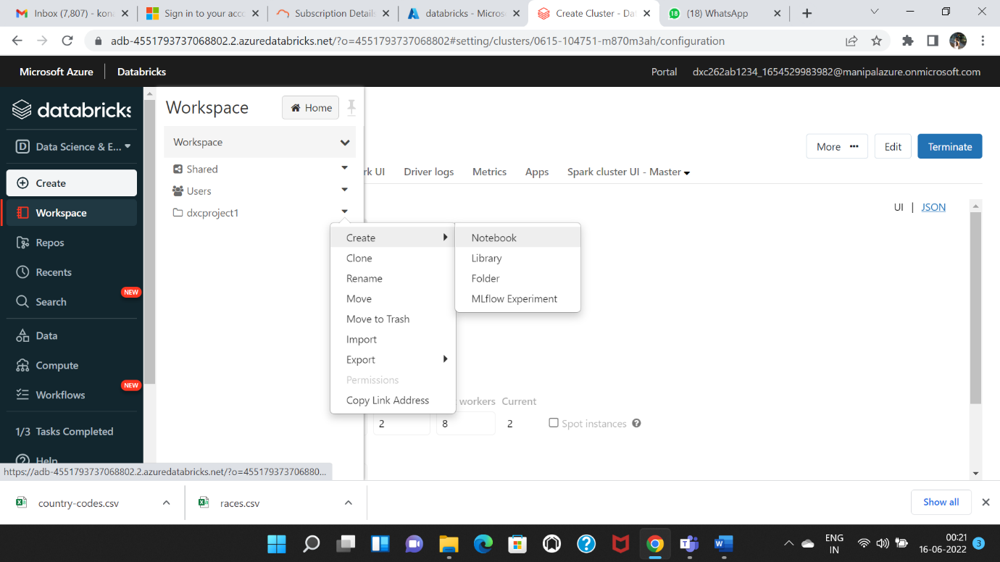 Inbox (7,807) - kona
Sign in to your acco
Subscription Details
databricks - Micros
Create Cluster - Dat
18
(18) WhatsApp
adb-4551793737068802.2.azuredatabricks.net/?o=4551793737068802#setting/clusters/0615-104751-m870m3ah/configuration
Microsoft Azure
Databricks
Portal
dxc262ab1234_1654529983982@manipalazure.onmicrosoft.com
databricks
D
Data Science & E...
Create
Workspace
Repos
Recents
NEW
Search
Data
Compute
NEW
Workflows
1/3 Tasks Completed
Help
Workspace
Home
Workspace
Shared
Users
dxcproject1
Create
Clone
Rename
Move
Move to Trash
Import
Export
Permissions
Copy Link Address
Notebook
Library
Folder
MLflow Experiment
More
Edit
Terminate
rk UI
Driver logs
Metrics
Apps
Spark cluster UI - Master
UI | JSON
workers
Current
2
8
2
Spot instances
https://adb-4551793737068802.2.azuredatabricks.net/?o=455179373706880...
country-codes.csv
races.csv
Show all
ENG
IN
00:21
16-06-2022
3